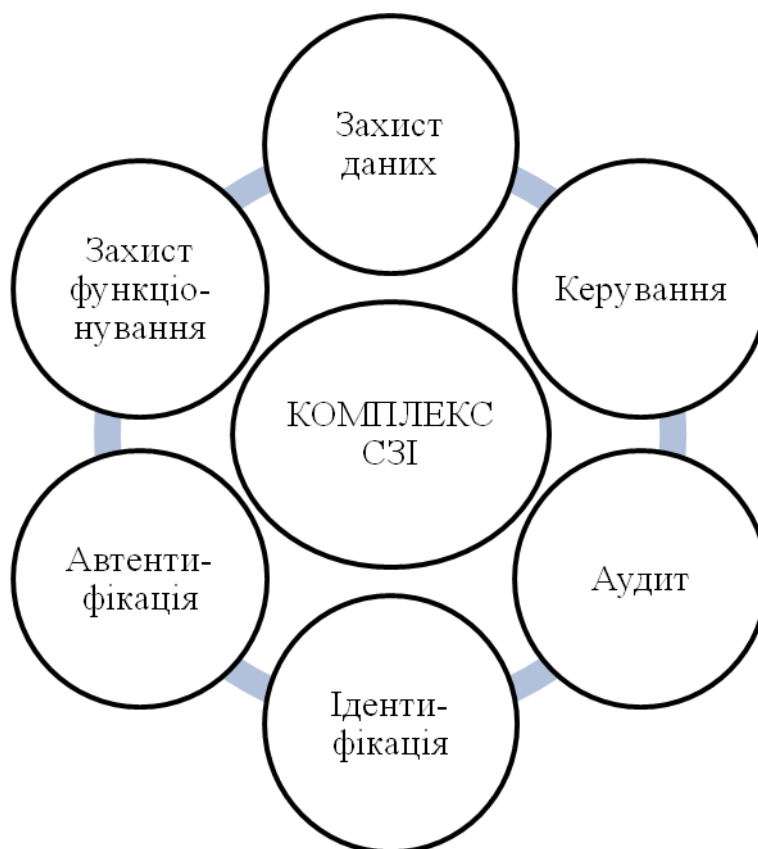 Захист
даних
Керування
Аудит
Іденти-
фікація
Автенти-
фікація
Захист
функціо-
нування
КОМПЛЕКС
СЗІ